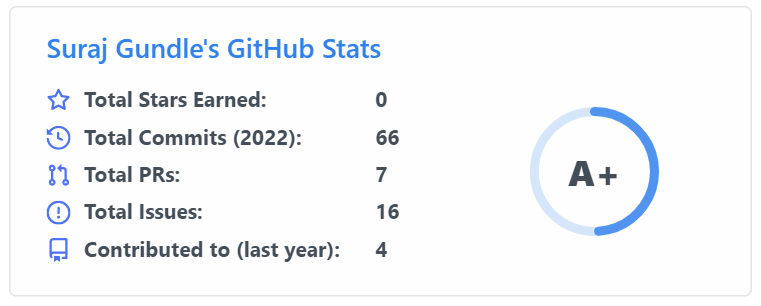 Suraj Gundle's GitHub Stats
Total Stars Earned: 0
Total Commits (2022): 66
Total PRs: 7
Total Issues: 16
Contributed to (last year): 4
A+